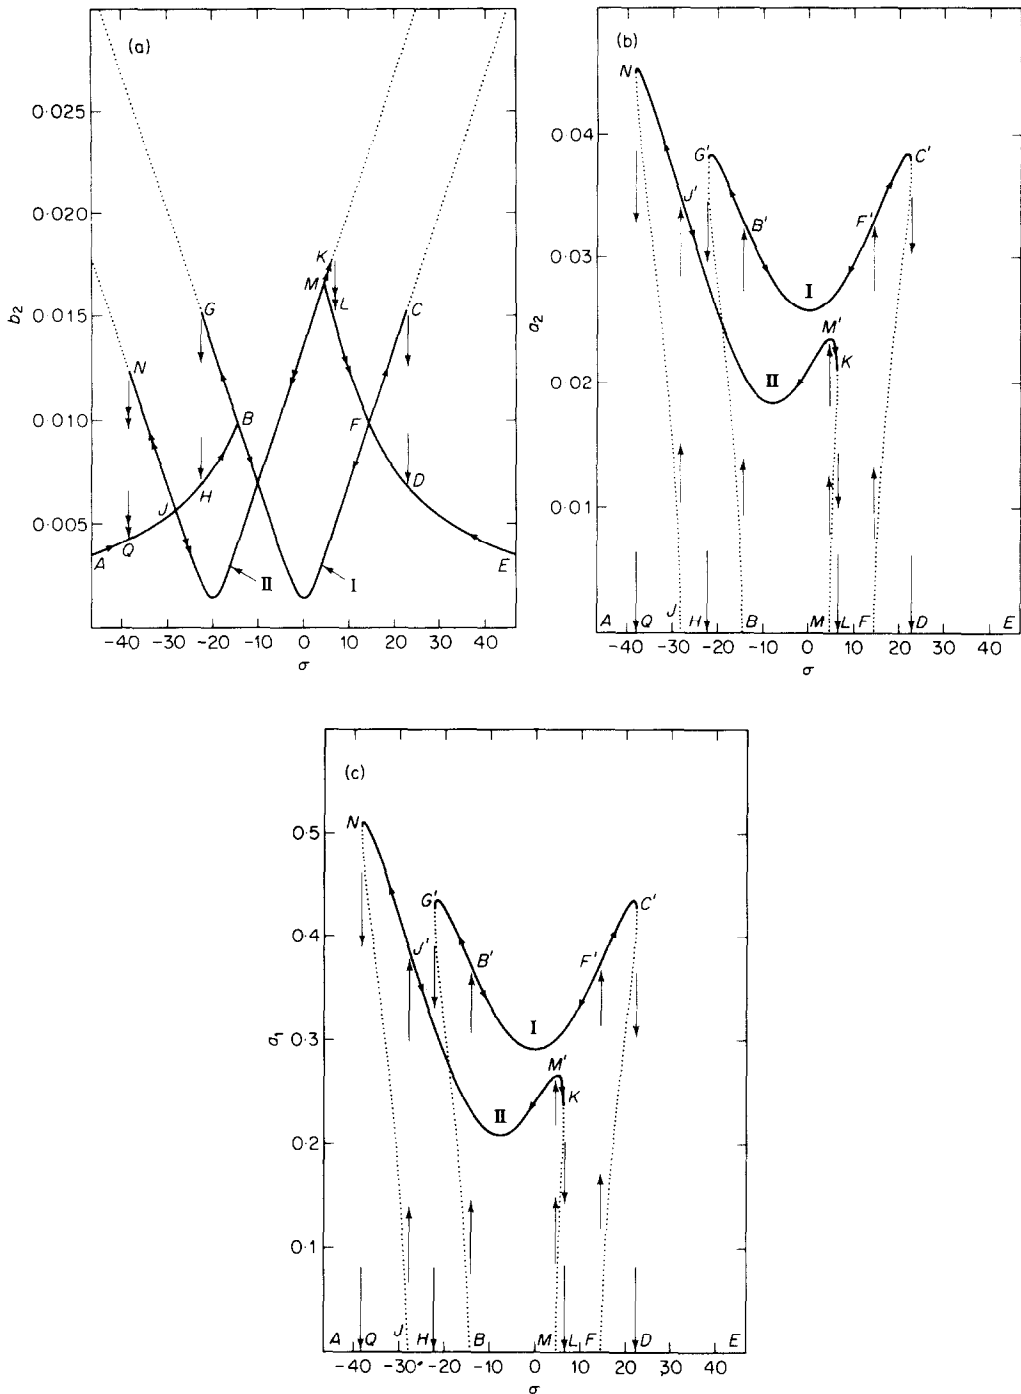 (a)
b₂
0·025
0·020
0·015
0·010
0·005
K
M
L
G
C
N
B
F
H
D
J
A
Q
E
II
I
-40 -30 -20 -10 0 10 20 30 40
σ
(b)
a₂
0·04
0·03
0·02
0·01
N
G'
C'
J'
B'
F'
I
M'
K
II
A Q J H B M L F D E
-40 -30 -20 -10 0 10 20 30 40
σ
(c)
a₁
0·5
0·4
0·3
0·2
0·1
N
G'
C'
J'
B'
F'
I
M'
K
II
A Q J H B M L F D E
-40 -30 -20 -10 0 10 20 30 40
σ